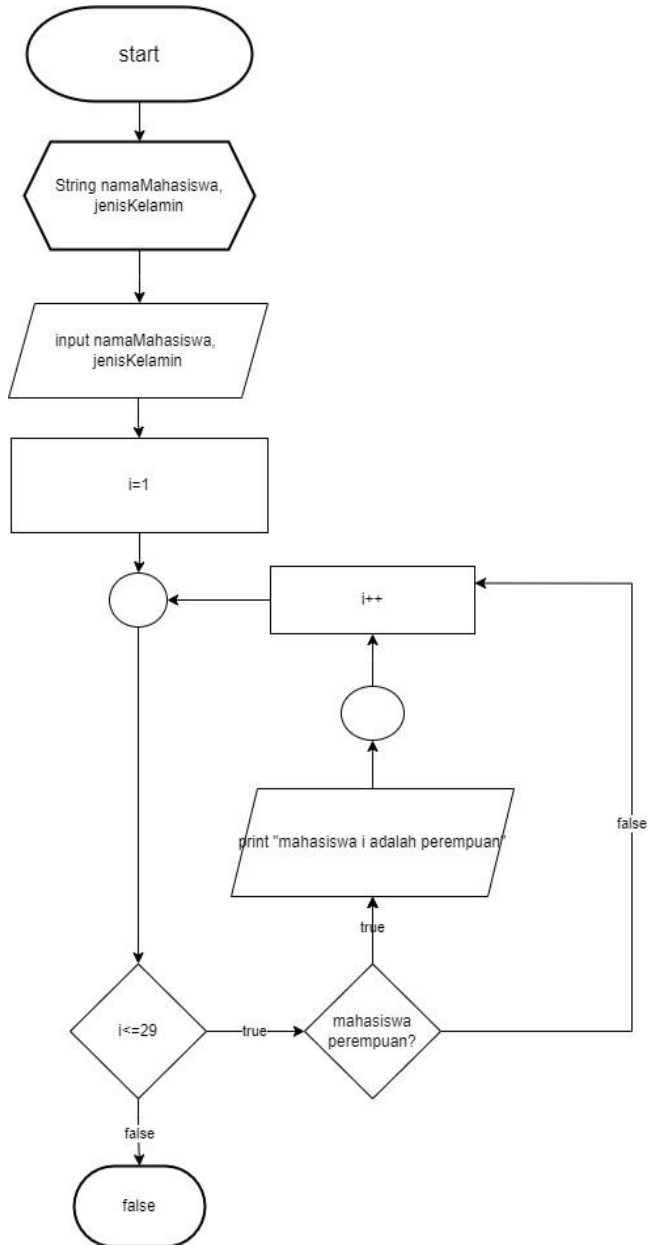 start
String namaMahasiswa,
jenisKelamin
input namaMahasiswa,
jenisKelamin
i=1
i++
print "mahasiswa i adalah perempuan"
false
true
i<=29
true
mahasiswa
perempuan?
false
false